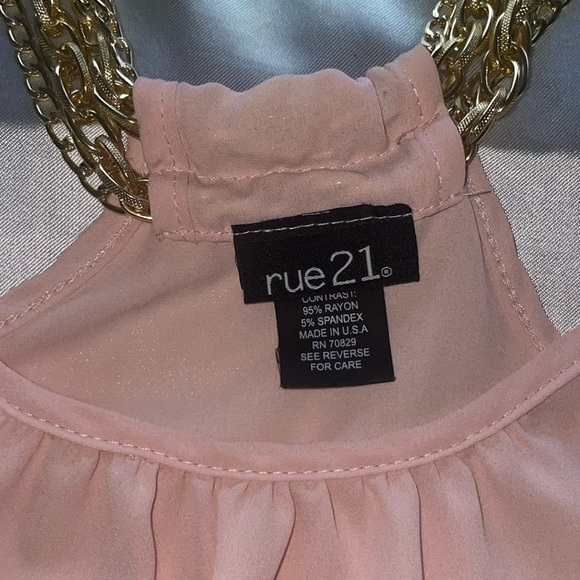 rue21®
CONTRAST:
95% RAYON
5% SPANDEX
MADE IN U.S.A
RN 70829
SEE REVERSE
FOR CARE